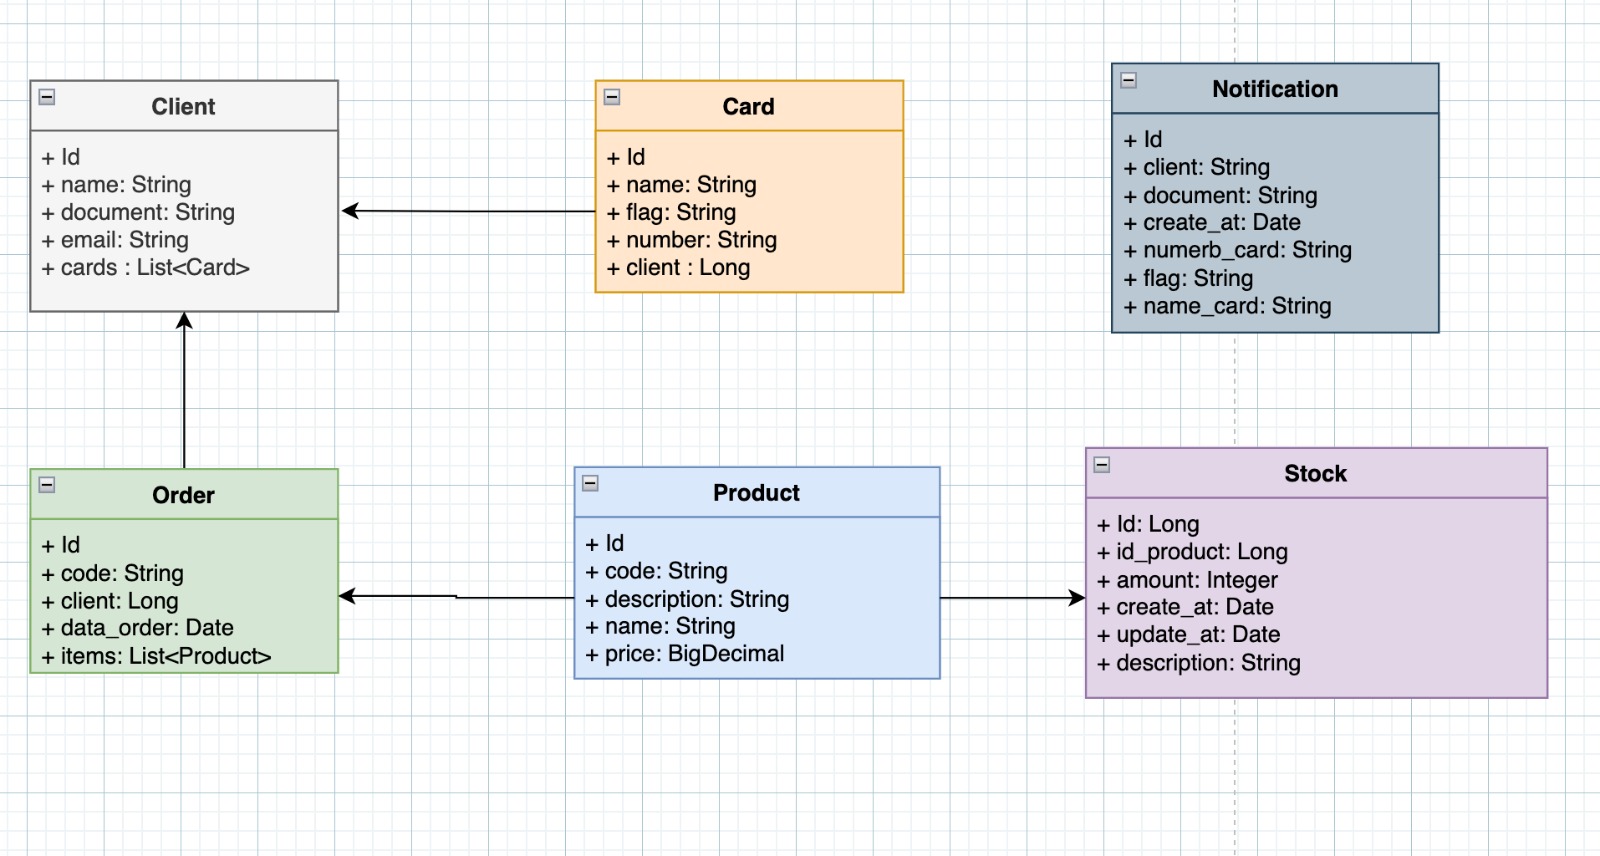 Client
+ Id
+ name: String
+ document: String
+ email: String
+ cards : List<Card>
Card
+ Id
+ name: String
+ flag: String
+ number: String
+ client : Long
Notification
+ Id
+ client: String
+ document: String
+ create_at: Date
+ numerb_card: String
+ flag: String
+ name_card: String
Order
+ Id
+ code: String
+ client: Long
+ data_order: Date
+ items: List<Product>
Product
+ Id
+ code: String
+ description: String
+ name: String
+ price: BigDecimal
Stock
+ Id: Long
+ id_product: Long
+ amount: Integer
+ create_at: Date
+ update_at: Date
+ description: String